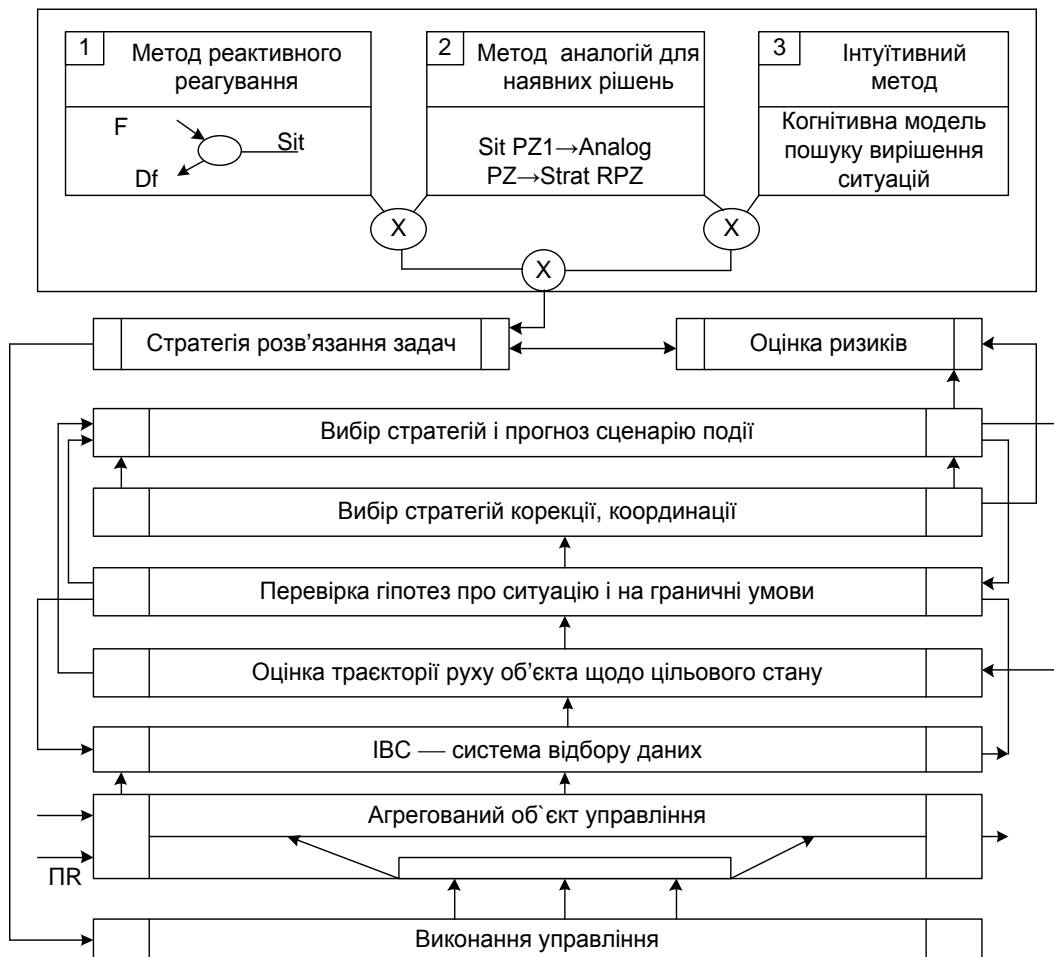 1
Метод реактивного
реагування
F
Sit
Df
2
Метод аналогій для
наявних рішень
Sit PZ1→Analog
PZ→Strat RPZ
3
Інтуїтивний
метод
Когнітивна модель
пошуку вирішення
ситуацій
X
X
X
Стратегія розв’язання задач
Оцінка ризиків
Вибір стратегій і прогноз сценарію події
Вибір стратегій корекції, координації
Перевірка гіпотез про ситуацію і на граничні умови
Оцінка траєкторії руху об’єкта щодо цільового стану
ІВС — система відбору даних
Агрегований об`єкт управління
ПR
Виконання управління